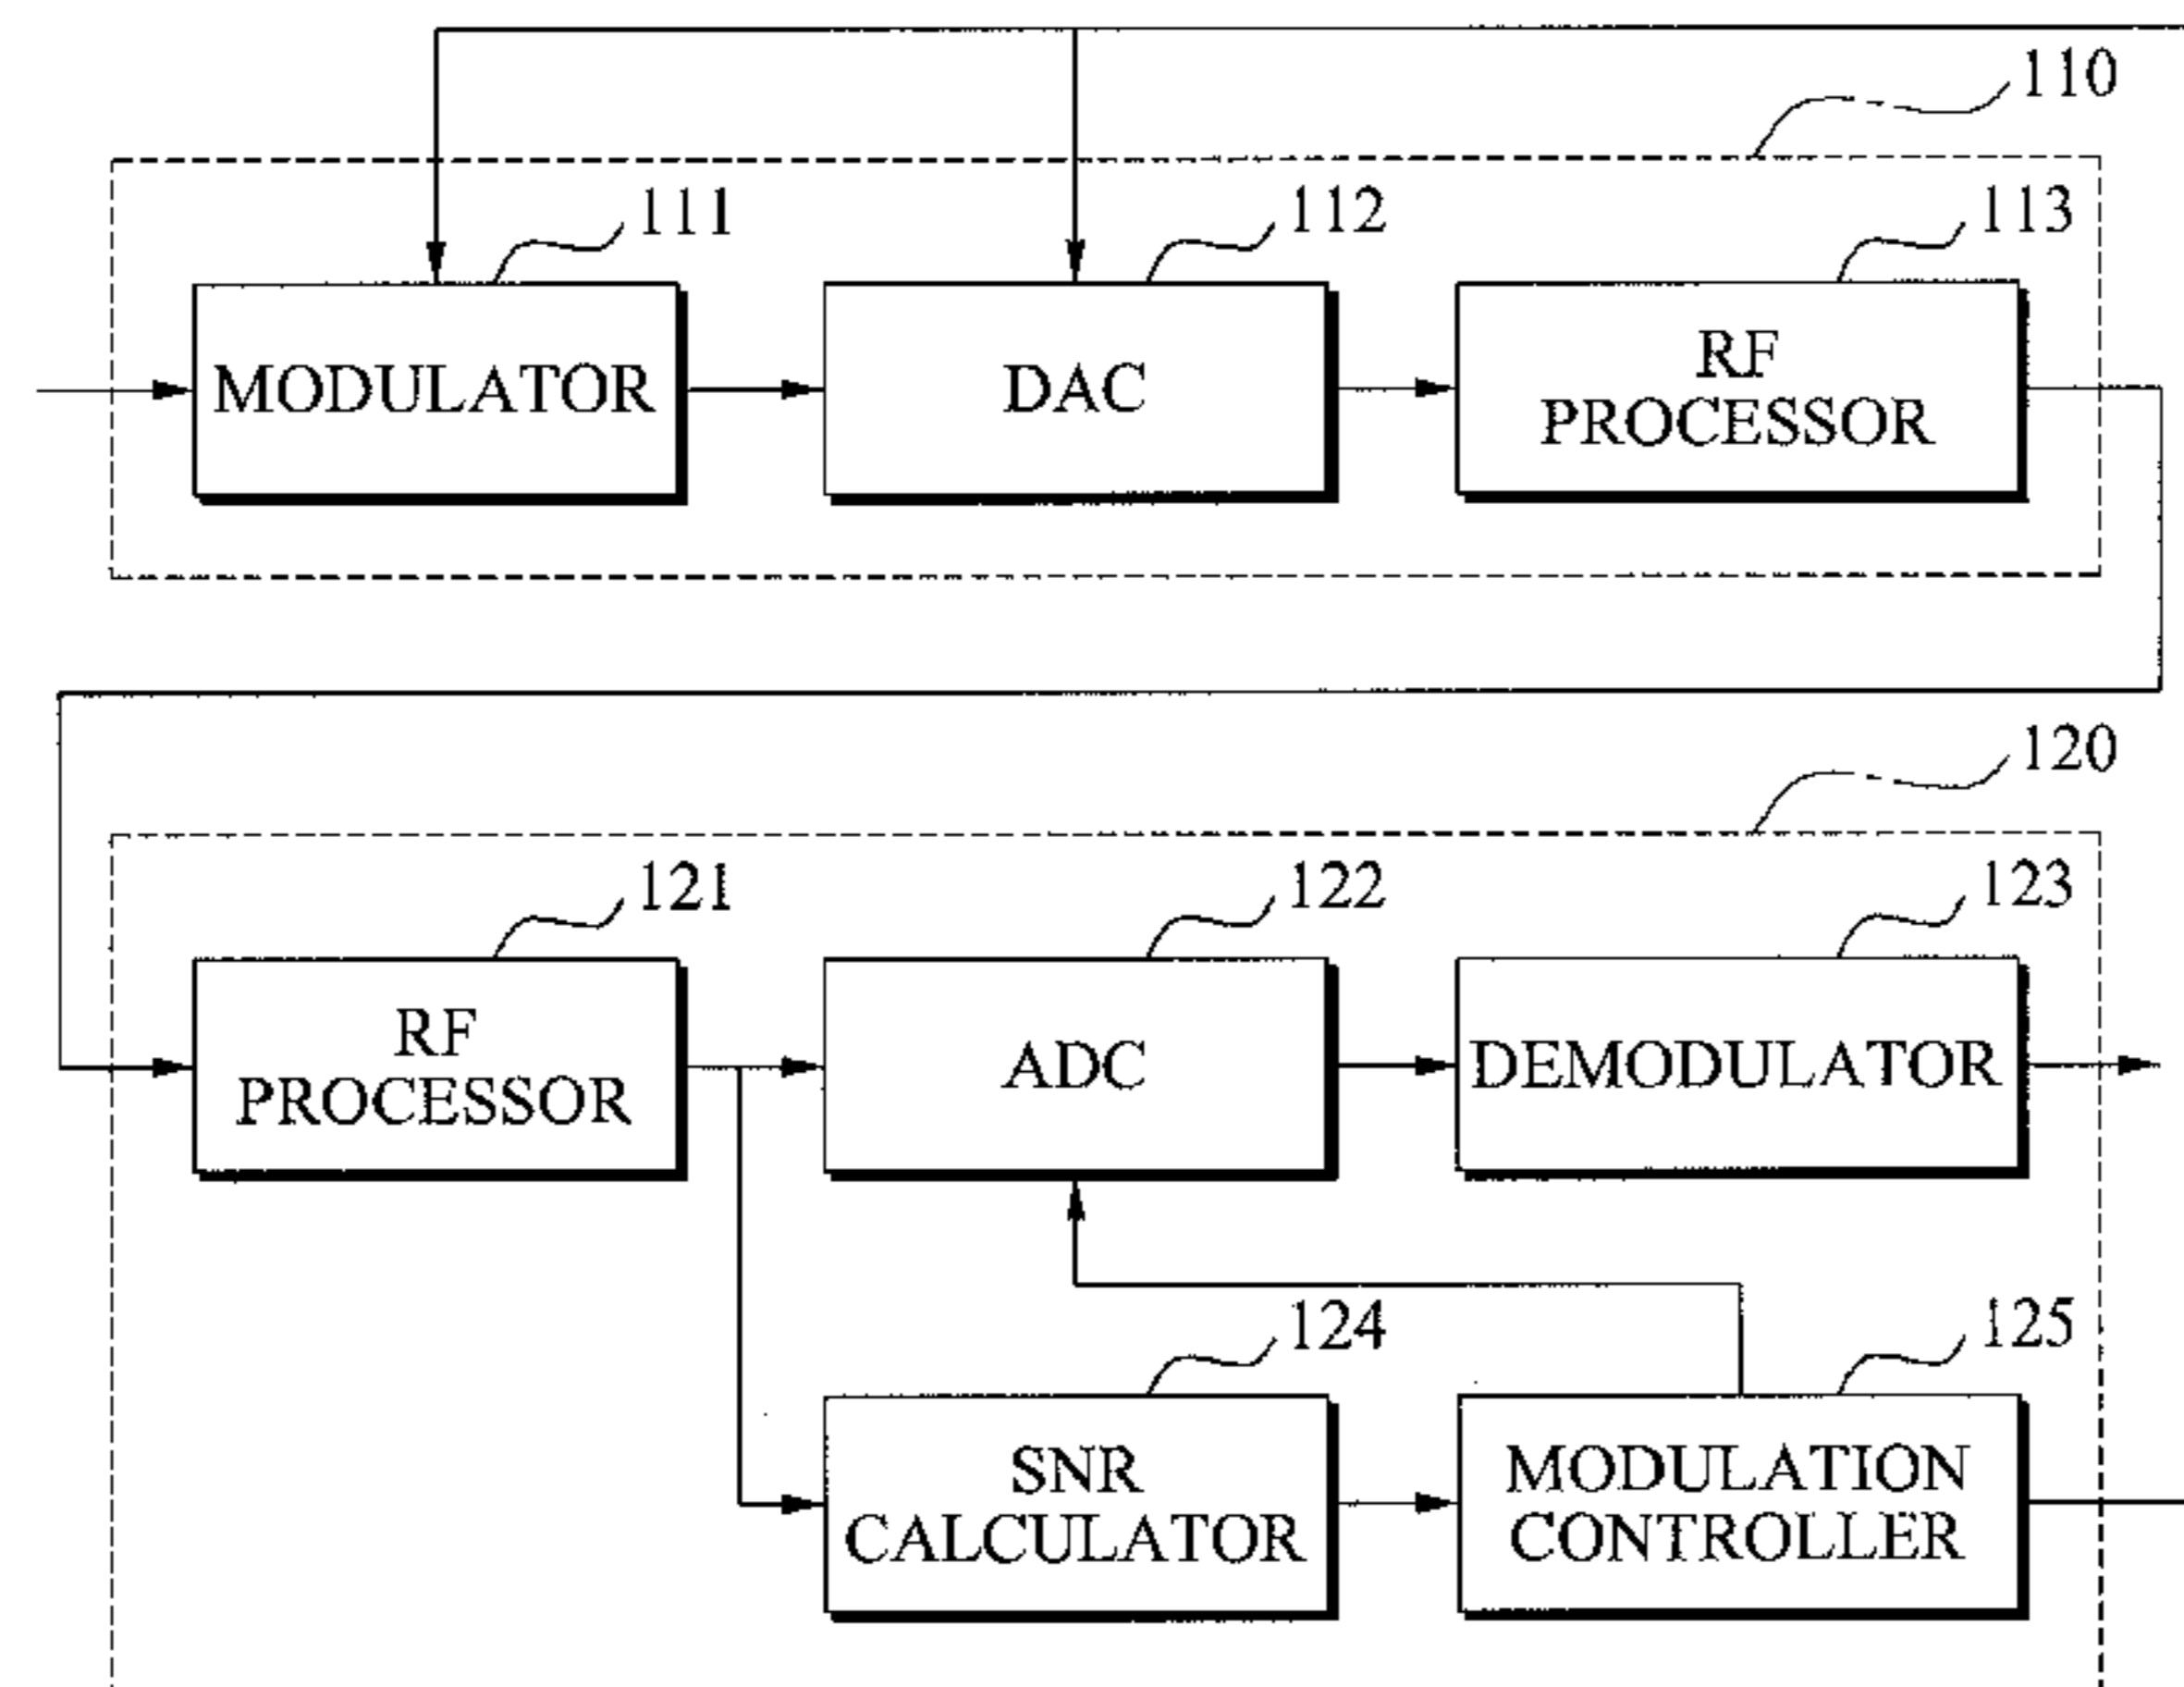 110
111
112
113
MODULATOR
DAC
RF
PROCESSOR
120
121
122
123
RF
PROCESSOR
ADC
DEMODULATOR
124
125
SNR
CALCULATOR
MODULATION
CONTROLLER